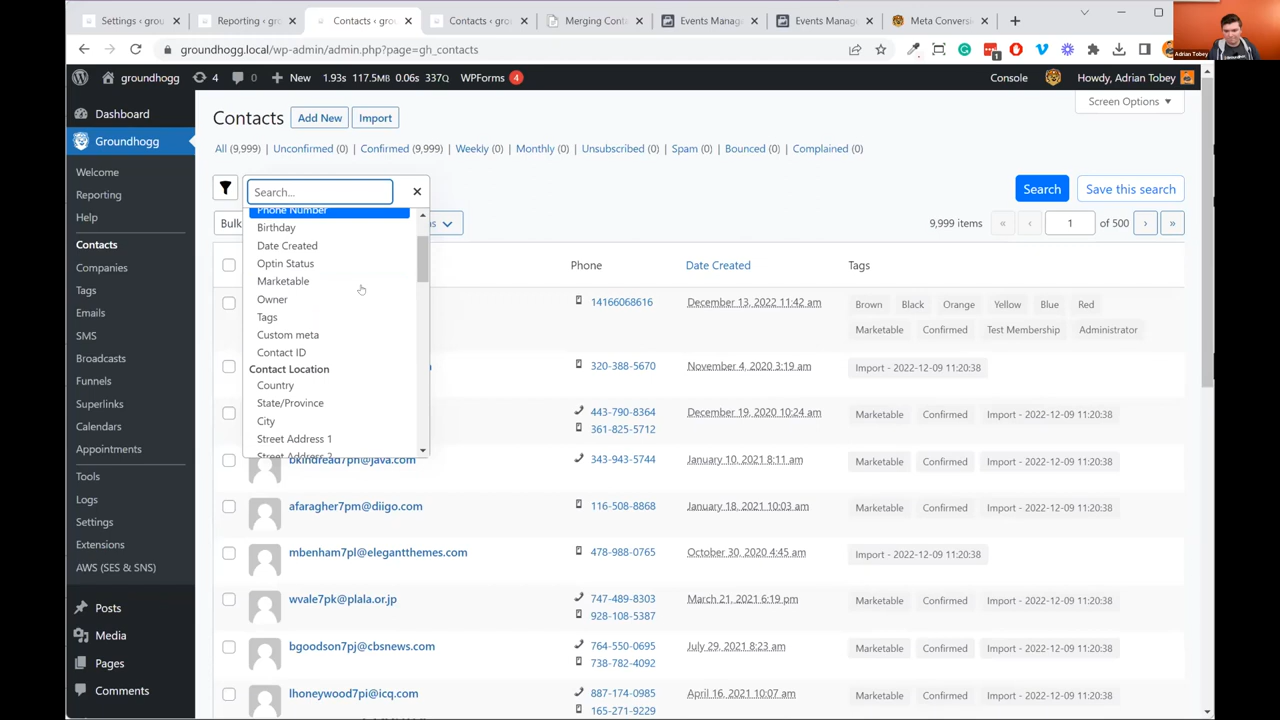 Settings ‹ grou
Reporting ‹ gr
Contacts ‹ grou
Contacts ‹ gro
Merging Conta
Events Manage
Events Manage
Meta Conversio
groundhogg.local/wp-admin/admin.php?page=gh_contacts
1
Adrian Tobey
groundhogg 4 0 New 1.93s 117.5MB 0.06s 337Q WPForms 4
Console Howdy, Adrian Tobey
Screen Options
Dashboard
Groundhogg
Welcome
Reporting
Help
Contacts
Companies
Tags
Emails
SMS
Broadcasts
Funnels
Superlinks
Calendars
Appointments
Tools
Logs
Settings
Extensions
AWS (SES & SNS)
Posts
Media
Pages
Comments
Contacts Add New Import
All (9,999) | Unconfirmed (0) | Confirmed (9,999) | Weekly (0) | Monthly (0) | Unsubscribed (0) | Spam (0) | Bounced (0) | Complained (0)
Search...
Search Save this search
Phone Number
Birthday
Date Created
Optin Status
Marketable
Owner
Tags
Custom meta
Contact ID
Contact Location
Country
State/Province
City
Street Address 1
Street Address 2
Bulk
9,999 items « ‹ 1 of 500 › »
Phone Date Created Tags
14166068616 December 13, 2022 11:42 am Brown Black Orange Yellow Blue Red
Marketable Confirmed Test Membership Administrator
320-388-5670 November 4, 2020 3:19 am Import - 2022-12-09 11:20:38
443-790-8364 December 19, 2020 10:24 am Marketable Confirmed Import - 2022-12-09 11:20:38
361-825-5712
bkindread7pn@java.com 343-943-5744 January 10, 2021 8:11 am Marketable Confirmed Import - 2022-12-09 11:20:38
afaragher7pm@diigo.com 116-508-8868 January 18, 2021 10:03 am Marketable Confirmed Import - 2022-12-09 11:20:38
mbenham7pl@elegantthemes.com 478-988-0765 October 30, 2020 4:45 am Import - 2022-12-09 11:20:38
wvale7pk@plala.or.jp 747-489-8303 March 21, 2021 6:19 pm Marketable Confirmed Import - 2022-12-09 11:20:38
928-108-5387
bgoodson7pj@cbsnews.com 764-550-0695 July 29, 2021 8:23 am Marketable Confirmed Import - 2022-12-09 11:20:38
738-782-4092
lhoneywood7pi@icq.com 887-174-0985 April 16, 2021 10:07 am Marketable Confirmed Import - 2022-12-09 11:20:38
165-271-9229